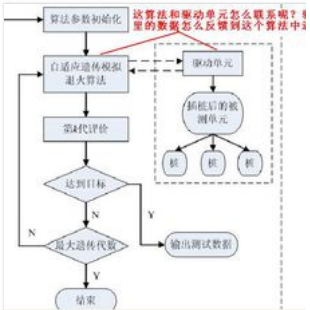 算法参数初始化
这算法和驱动单元怎么联系呢？
里的数据怎么反馈到这个算法中
自适应遗传模拟
退火算法
驱动单元
插桩后的被
测单元
第k代评价
桩
桩
桩
达到目标
N
Y
N
最大遗传代数
输出测试数据
Y
结束